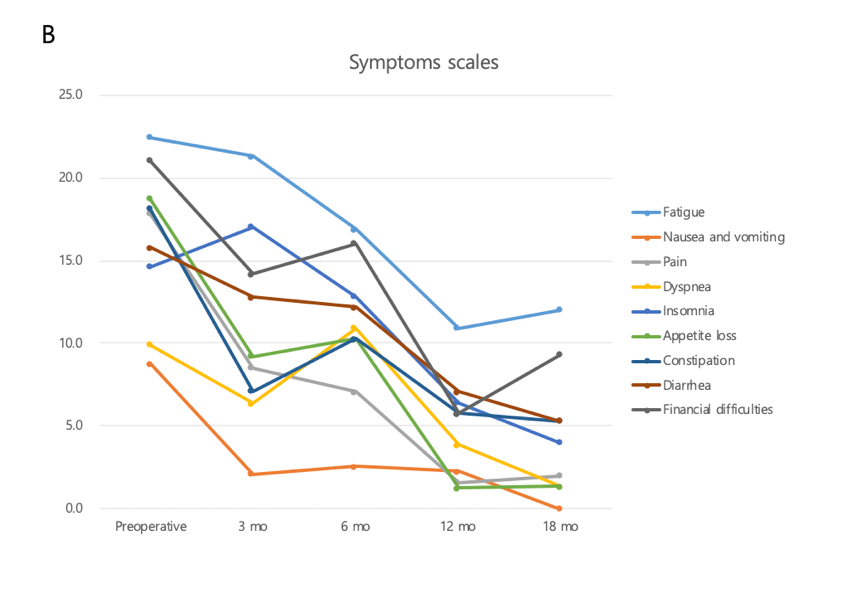 B
Symptoms scales
25.0
20.0
15.0
10.0
5.0
0.0
Preoperative 3 mo 6 mo 12 mo 18 mo
Fatigue
Nausea and vomiting
Pain
Dyspnea
Insomnia
Appetite loss
Constipation
Diarrhea
Financial difficulties